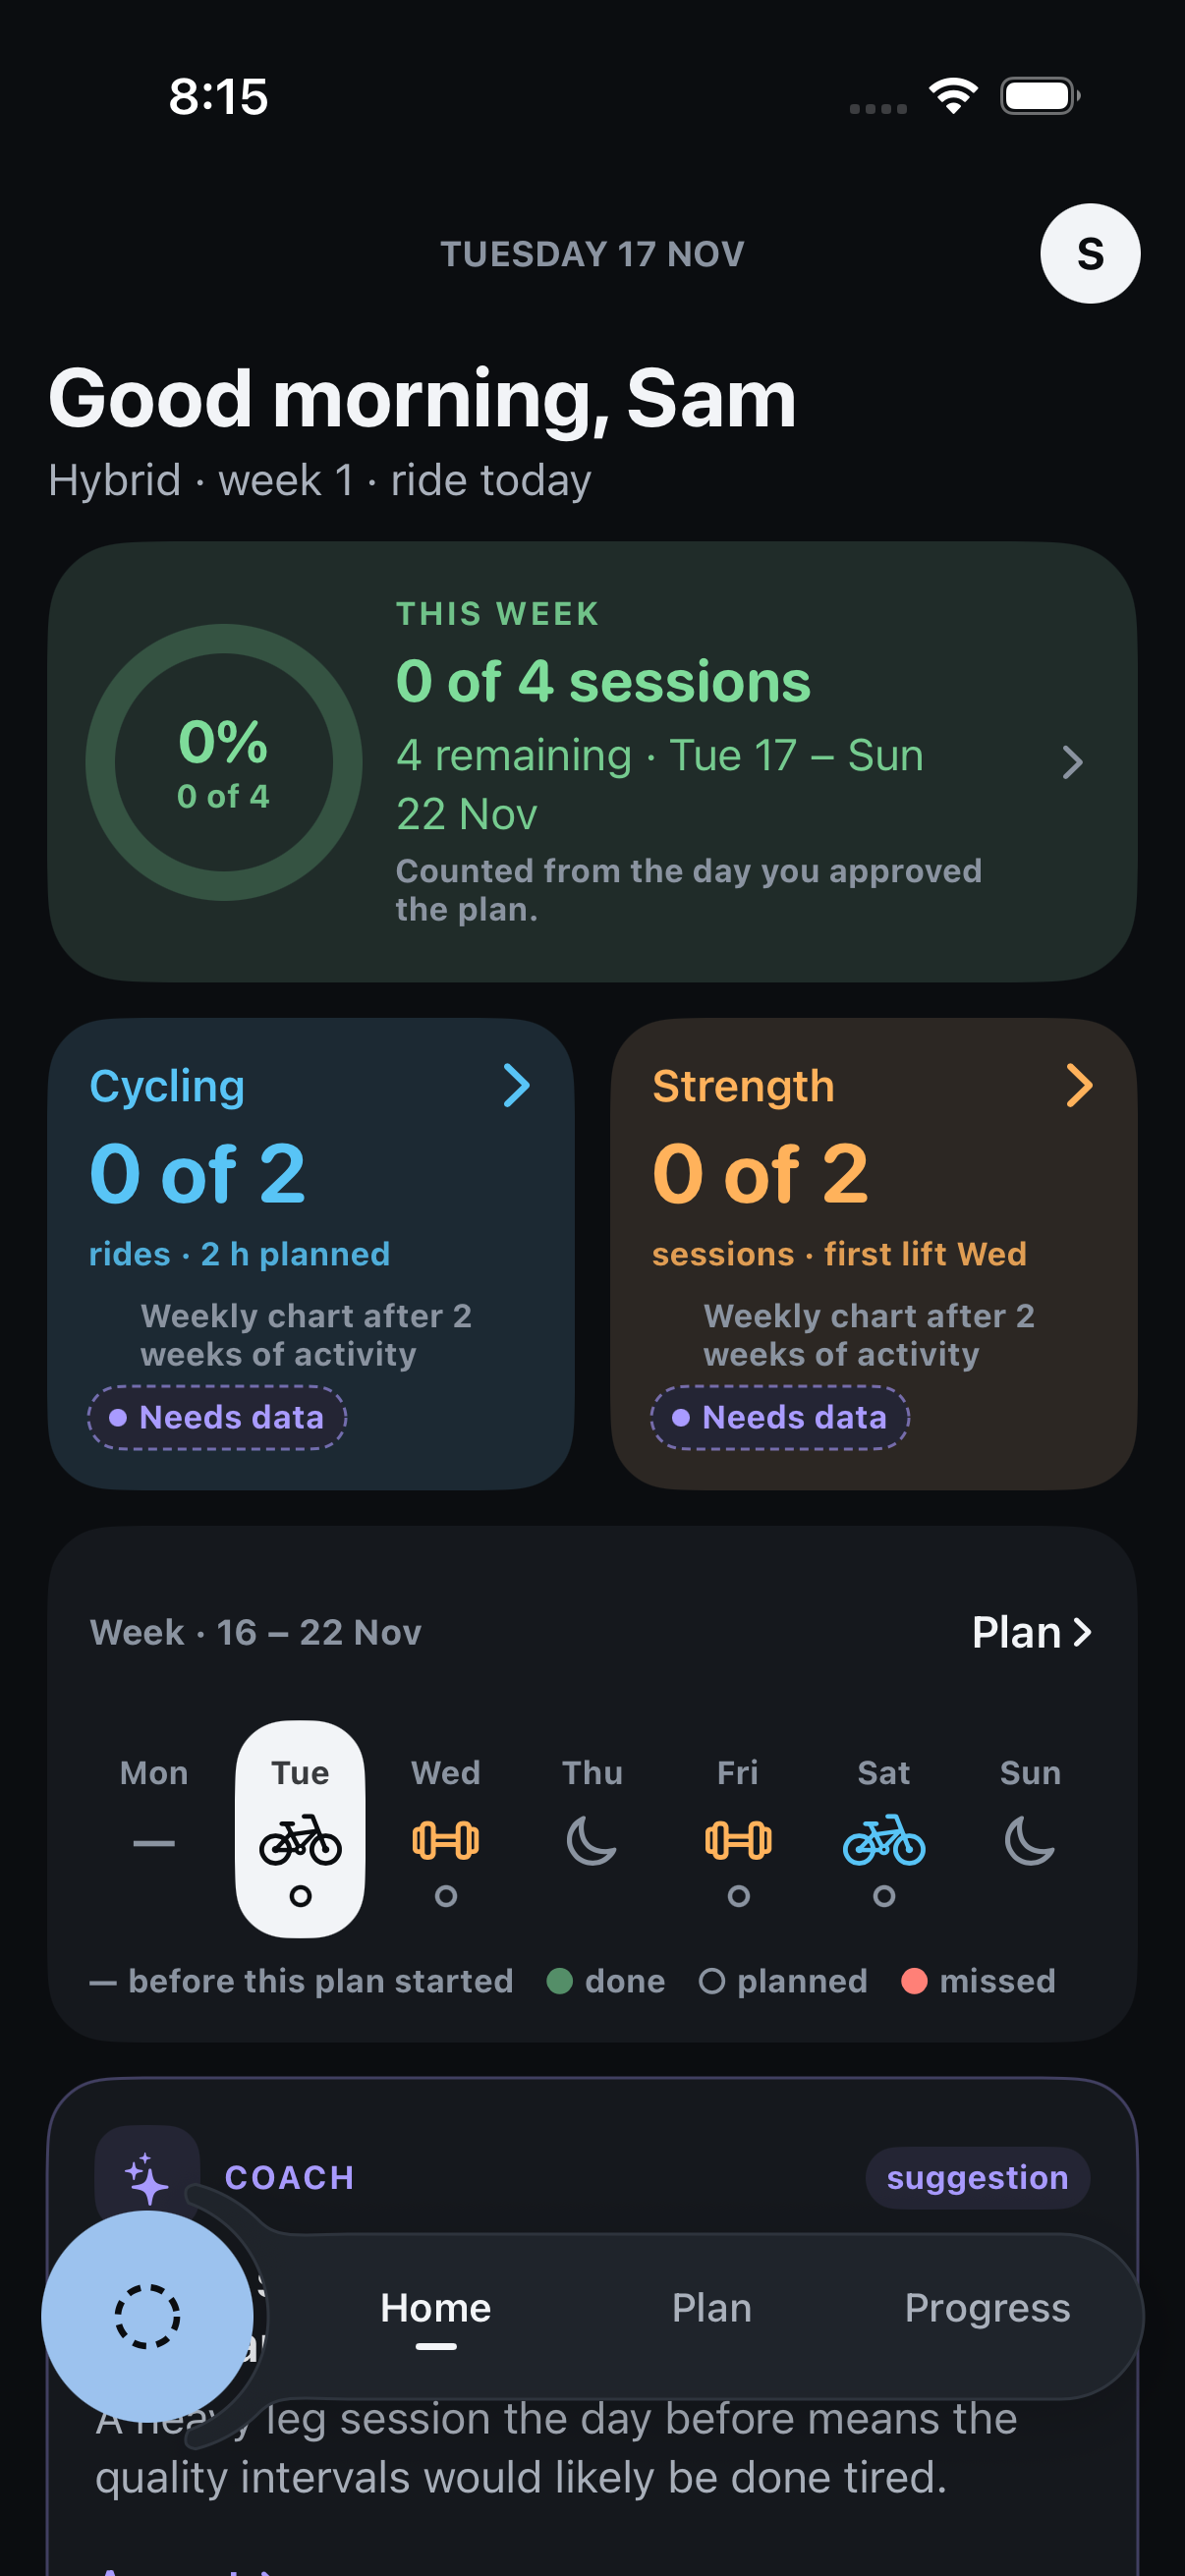 8:15
TUESDAY 17 NOV
S
Good morning, Sam
Hybrid · week 1 · ride today
THIS WEEK
0 of 4 sessions
4 remaining · Tue 17 – Sun
22 Nov
Counted from the day you approved
the plan.
0%
0 of 4
Cycling
0 of 2
rides · 2 h planned
Weekly chart after 2
weeks of activity
Needs data
Strength
0 of 2
sessions · first lift Wed
Weekly chart after 2
weeks of activity
Needs data
Week · 16 – 22 Nov
Plan
Mon Tue Wed Thu Fri Sat Sun
— before this plan started done planned missed
COACH
suggestion
Home Plan Progress
A heavy leg session the day before means the
quality intervals would likely be done tired.